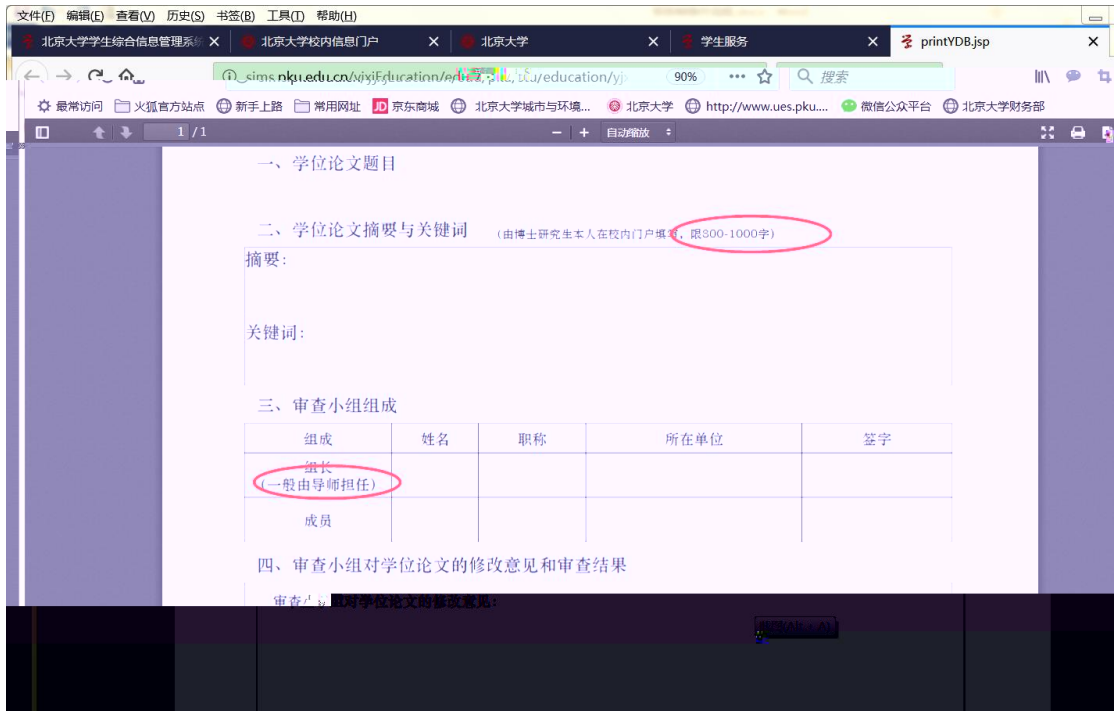 文件(F) 编辑(E) 查看(V) 历史(S) 书签(B) 工具(T) 帮助(H)
北京大学学生综合信息管理系统 北京大学校内信息门户 北京大学 学生服务 printYDB.jsp
90% 搜索
最常访问 火狐官方站点 新手上路 常用网址 JD 京东商城 北京大学城市与环境... 北京大学 http://www.ues.pku.... 微信公众平台 北京大学财务部
1 / 1 自动缩放
一、学位论文题目
二、学位论文摘要与关键词 (由博士研究生本人在校内门户填写,限800-1000字)
摘要:
关键词:
三、审查小组组成
组成 姓名 职称 所在单位 签字
组长
(一般由导师担任)
成员
四、审查小组对学位论文的修改意见和审查结果
审查小组对学位论文的修改意见: